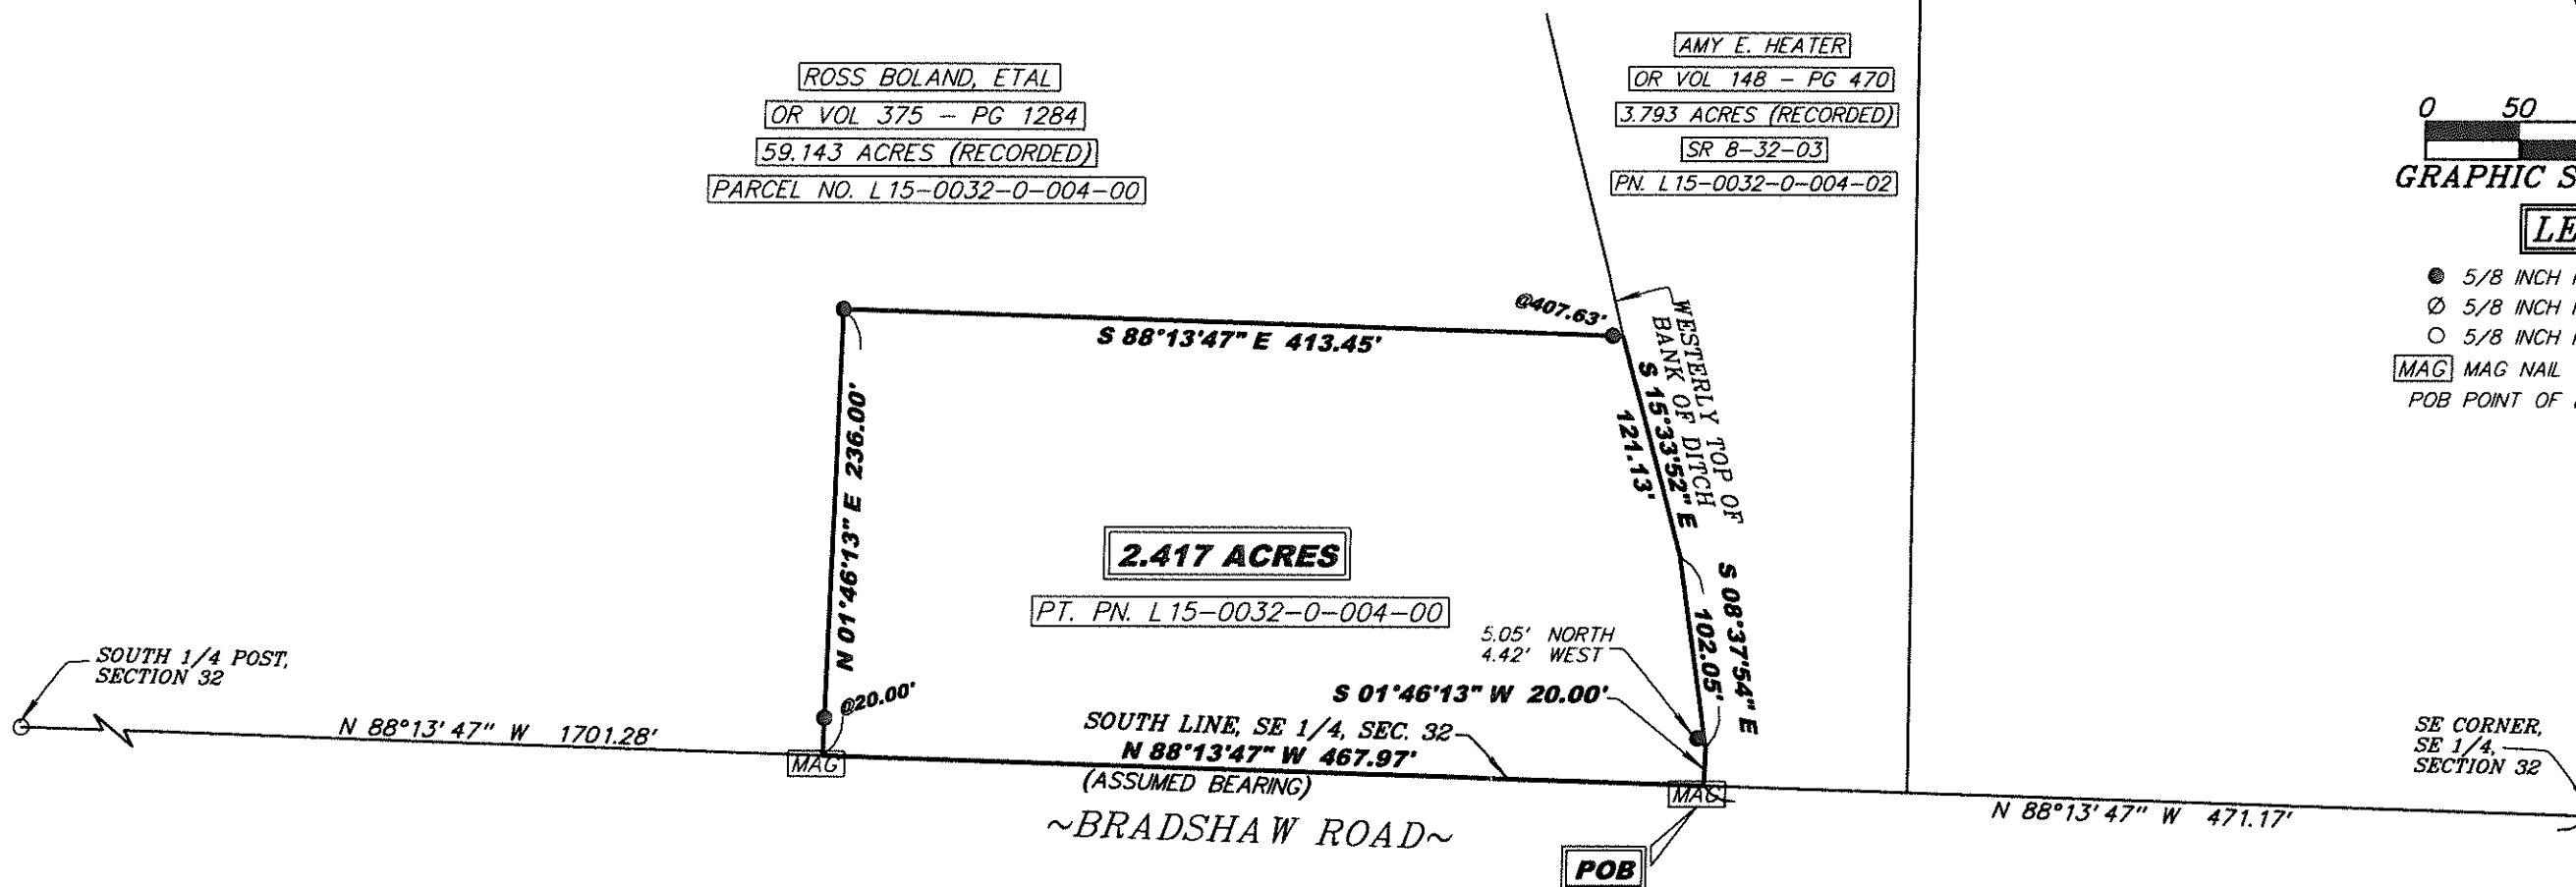 ROSS BOLAND, ETAL
OR VOL 375 - PG 1284
59.143 ACRES (RECORDED)
PARCEL NO. L15-0032-0-004-00
AMY E. HEATER
OR VOL 148 - PG 470
3.793 ACRES (RECORDED)
SR 8-32-03
PN. L15-0032-0-004-02
0 50
GRAPHIC S
LE
5/8 INCH
5/8 INCH
5/8 INCH
MAG MAG NAIL
POB POINT OF
@407.63'
S 88°13'47" E 413.45'
WESTERLY TOP OF
BANK OF DITCH
S 15°33'52" E
121.13'
N 01°46'13" E 236.00'
2.417 ACRES
PT. PN. L15-0032-0-004-00
S 08°37'54" E
102.05'
5.05' NORTH
4.42' WEST
SOUTH 1/4 POST,
SECTION 32
@20.00'
S 01°46'13" W 20.00'
N 88°13'47" W 1701.28'
SOUTH LINE, SE 1/4, SEC. 32
N 88°13'47" W 467.97'
(ASSUMED BEARING)
MAG
MAG
SE CORNER,
SE 1/4,
SECTION 32
N 88°13'47" W 471.17'
~BRADSHAW ROAD~
POB